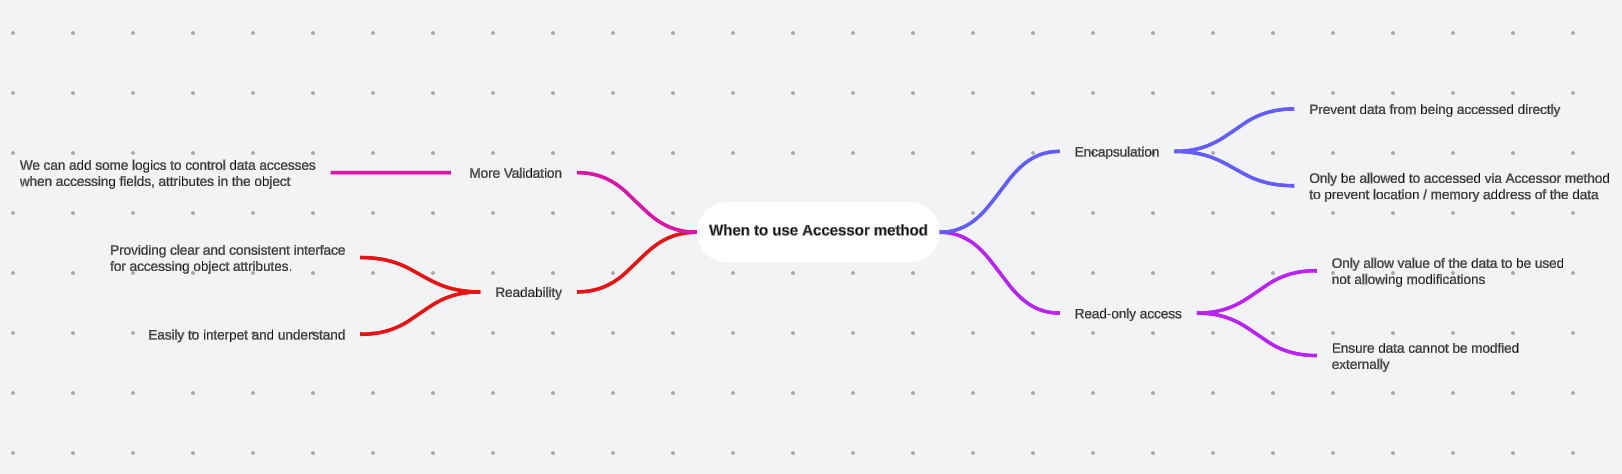 When to use Accessor method
Encapsulation
Prevent data from being accessed directly
Only be allowed to accessed via Accessor method
to prevent location / memory address of the data
Read-only access
Only allow value of the data to be used
not allowing modifications
Ensure data cannot be modfied
externally
More Validation
We can add some logics to control data accesses
when accessing fields, attributes in the object
Readability
Providing clear and consistent interface
for accessing object attributes.
Easily to interpet and understand